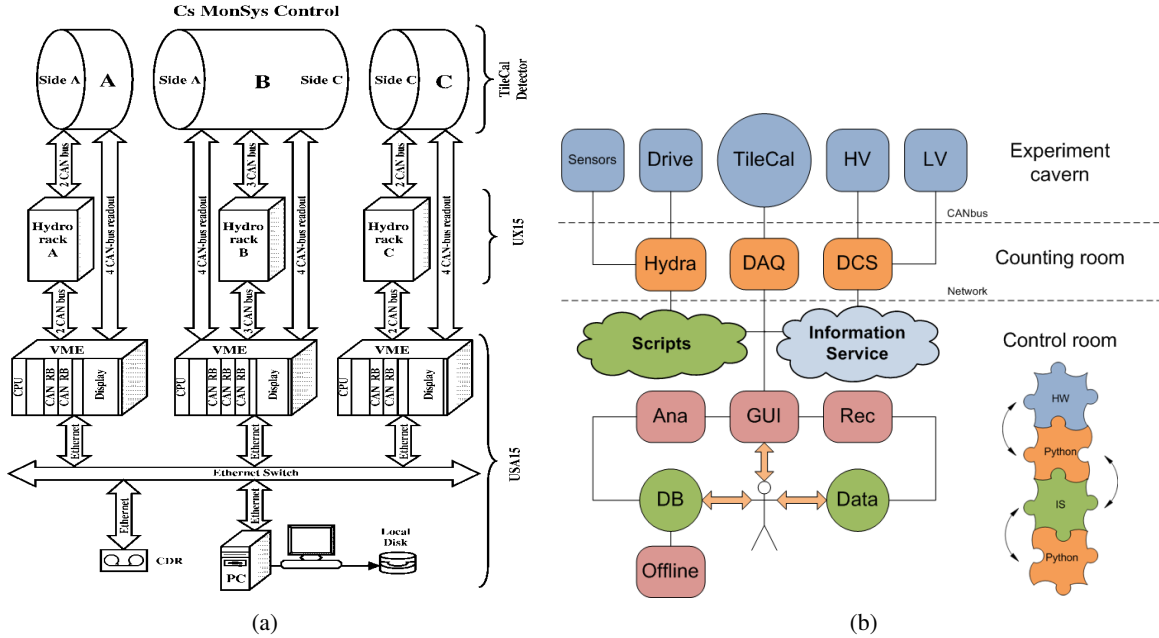 Cs MonSys Control
Side A
A
Side A
B
Side C
Side C
C
TileCal
Detector
2 CAN bus
4 CAN-bus readout
3 CAN bus
4 CAN-bus readout
2 CAN bus
4 CAN-bus readout
Hydro
rack
A
Hydro
rack
B
Hydro
rack
C
UX15
2 CAN bus
3 CAN bus
2 CAN bus
VME
CPU
CAN RB
CAN RB
Display
VME
CPU
CAN RB
CAN RB
CAN RB
Display
VME
CPU
CAN RB
CAN RB
Display
USA15
Ethernet
Ethernet
Ethernet
Ethernet Switch
Ethernet
Ethernet
CDR
PC
Local
Disk
(a)
Sensors
Drive
TileCal
HV
LV
Experiment
cavern
CANbus
Hydra
DAQ
DCS
Counting room
Network
Scripts
Information
Service
Control room
Ana
GUI
Rec
DB
Data
Offline
HW
Python
IS
Python
(b)